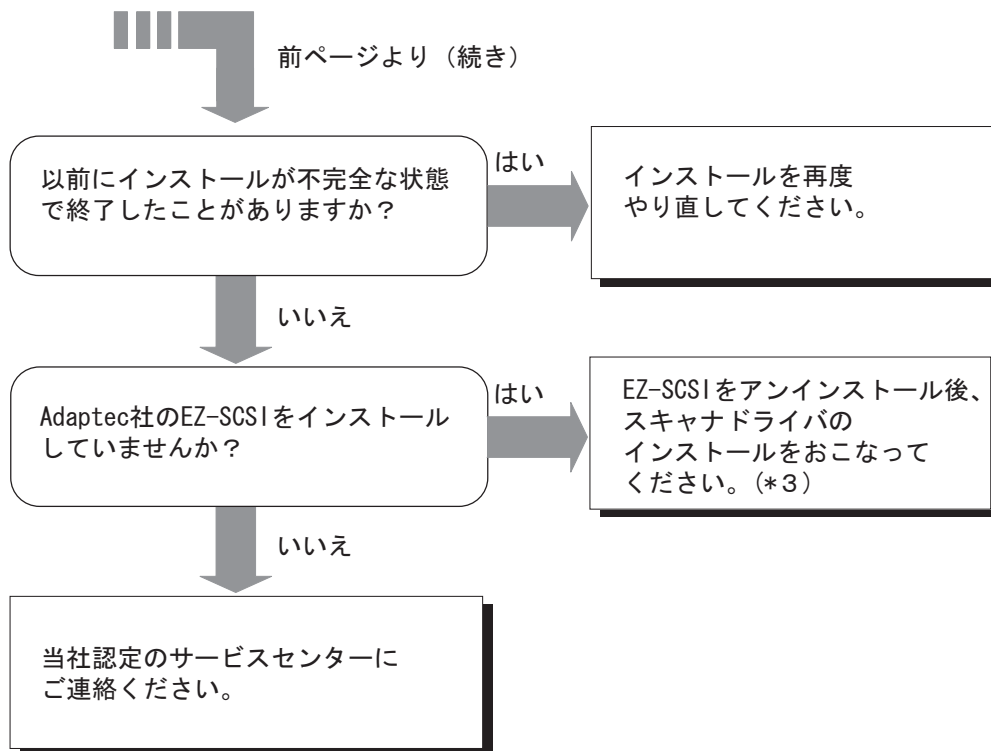 前ページより（続き）
以前にインストールが不完全な状態
で終了したことがありますか？
はい
インストールを再度
やり直してください。
いいえ
Adaptec社のEZ-SCSIをインストール
していませんか？
はい
EZ-SCSIをアンインストール後、
スキャナドライバの
インストールをおこなって
ください。(*３)
いいえ
当社認定のサービスセンターに
ご連絡ください。